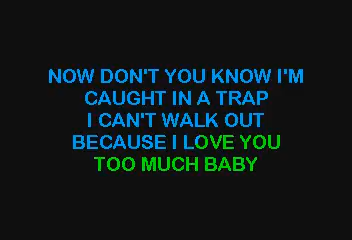 NOW DON'T YOU KNOW I'M
CAUGHT IN A TRAP
I CAN'T WALK OUT
BECAUSE I LOVE YOU
TOO MUCH BABY